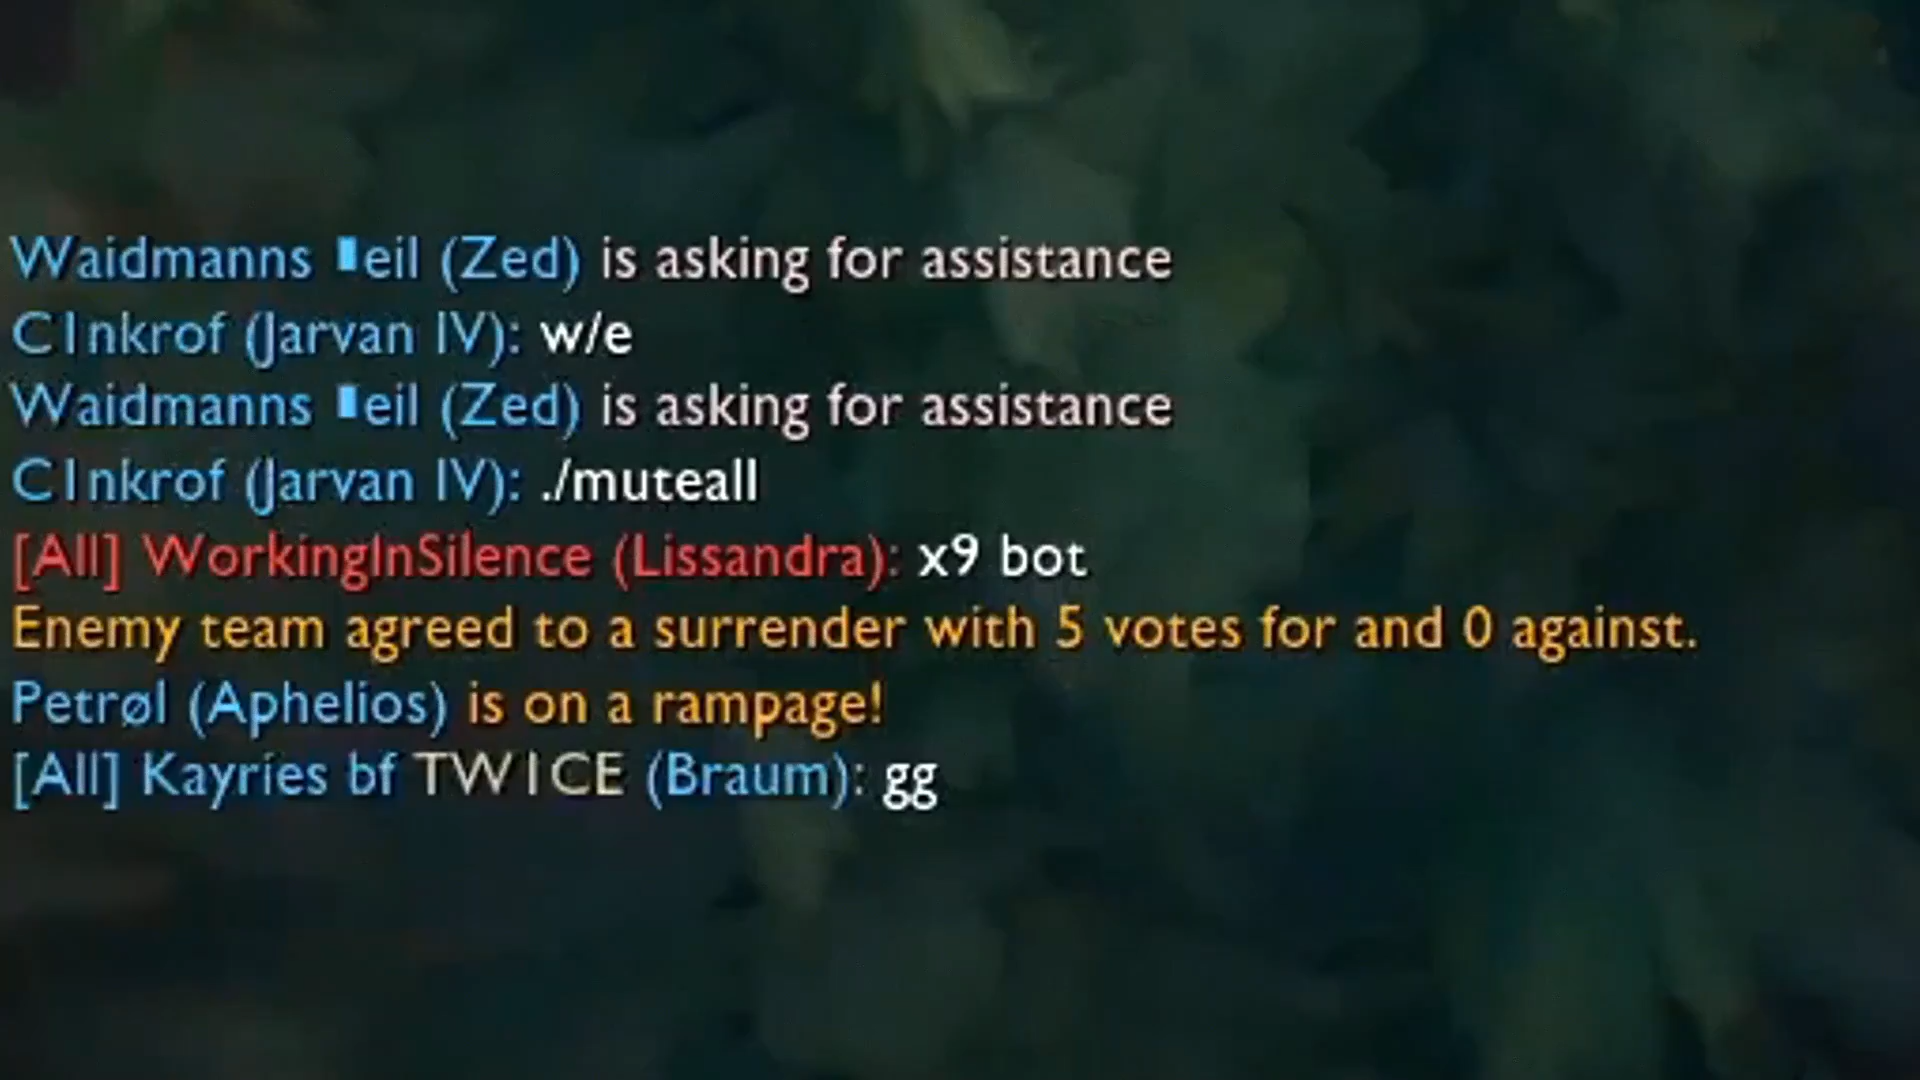 Waidmanns ▮eil (Zed) is asking for assistance
C1nkrof (Jarvan IV): w/e
Waidmanns ▮eil (Zed) is asking for assistance
C1nkrof (Jarvan IV): ./muteall
[All] WorkingInSilence (Lissandra): x9 bot
Enemy team agreed to a surrender with 5 votes for and 0 against.
Petrøl (Aphelios) is on a rampage!
[All] Kayríes bf TW1CE (Braum): gg